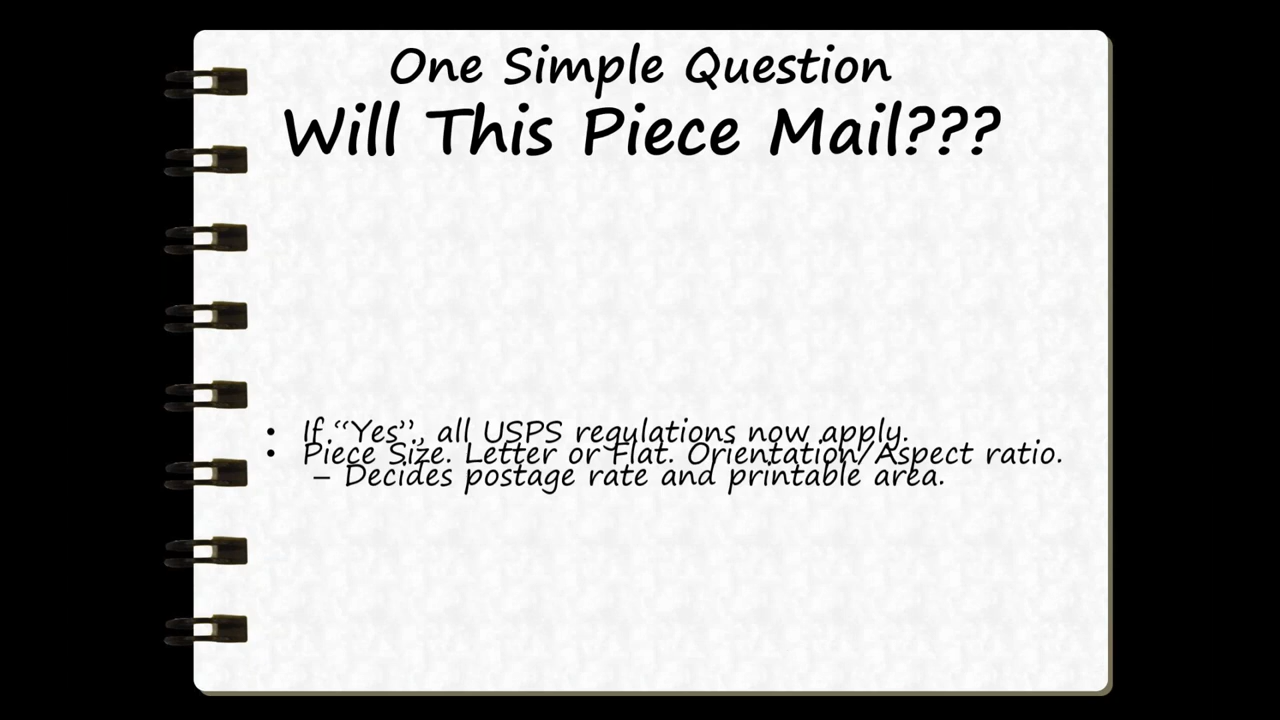 One Simple Question
Will This Piece Mail???
• If “Yes”, all USPS regulations now apply.
• Piece Size. Letter or Flat. Orientation/Aspect ratio.
– Decides postage rate and printable area.